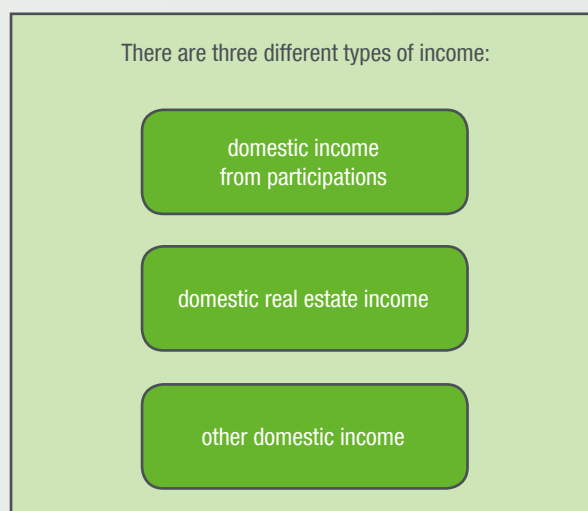 There are three different types of income:
domestic income
from participations
domestic real estate income
other domestic income